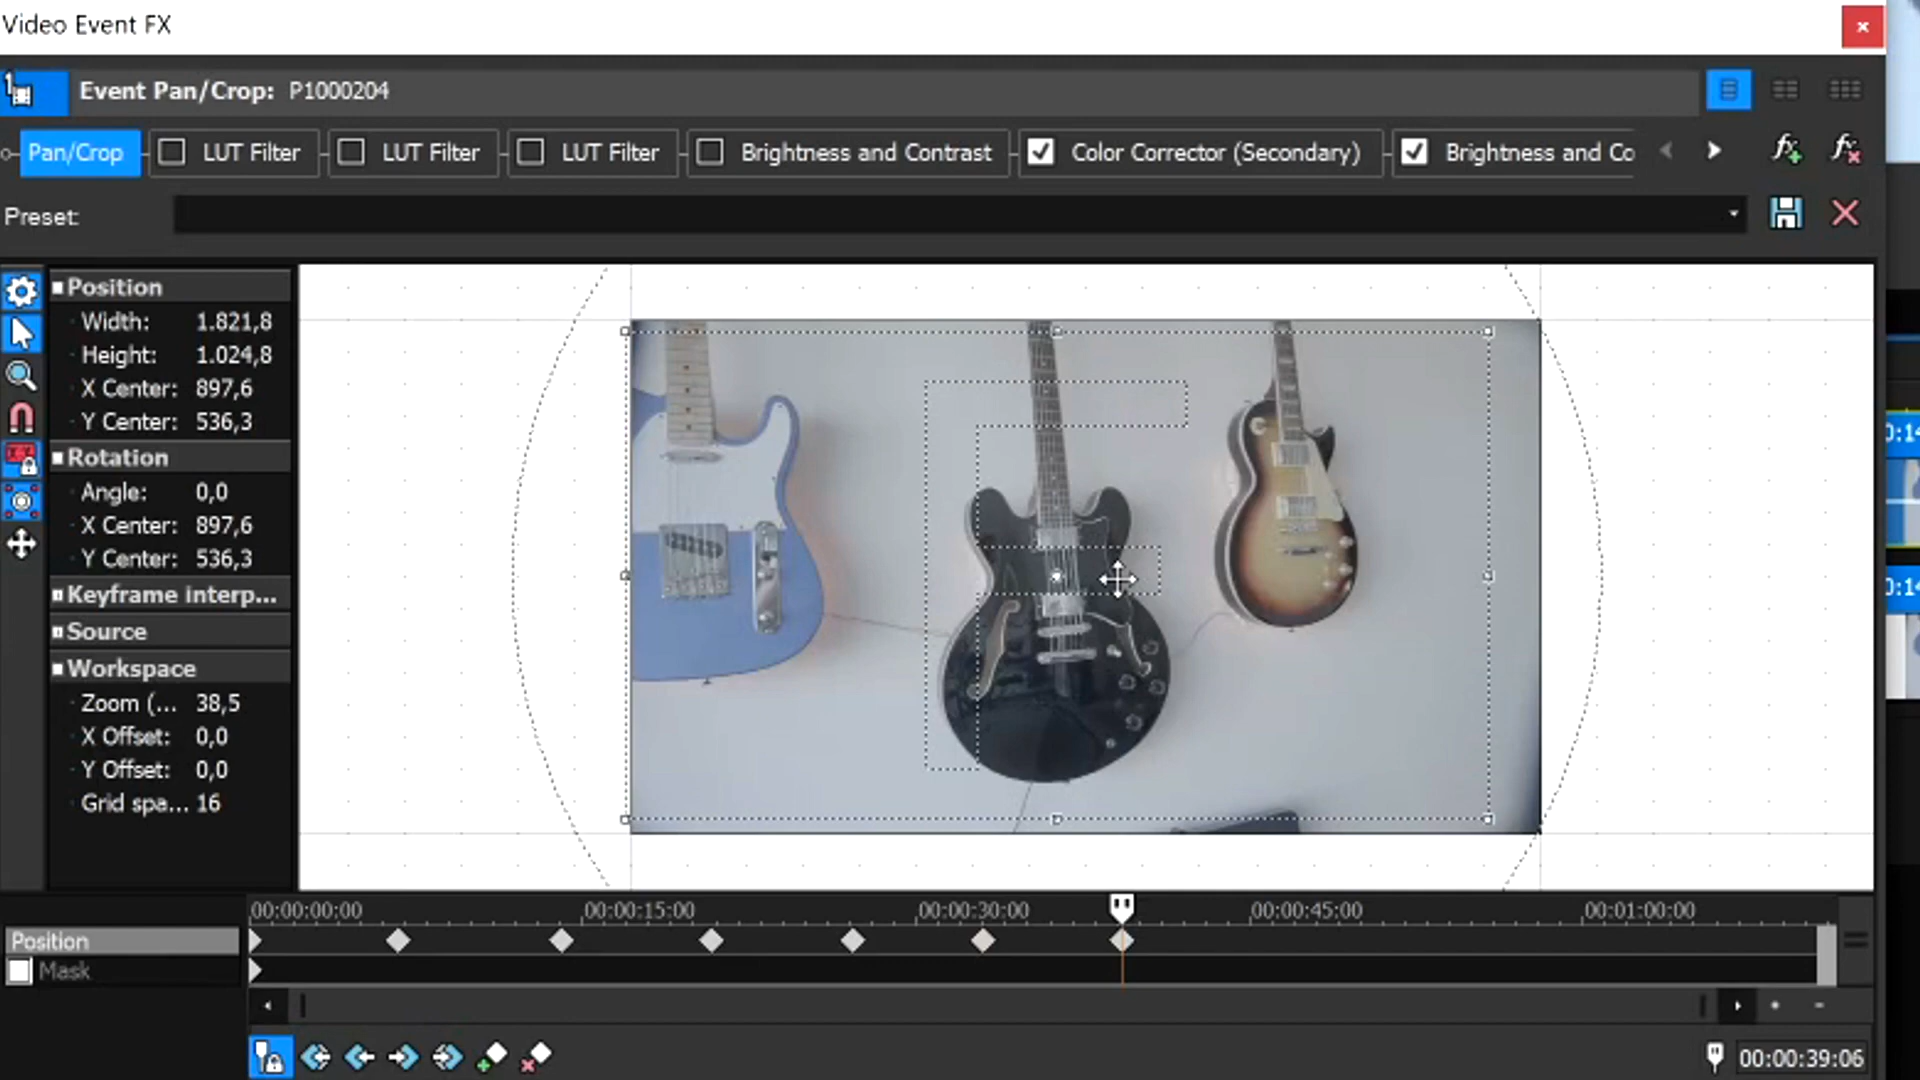 Video Event FX
Event Pan/Crop: P1000204
Pan/Crop LUT Filter LUT Filter LUT Filter Brightness and Contrast Color Corrector (Secondary) Brightness and Co
Preset:
Position
Width: 1.821,8
Height: 1.024,8
X Center: 897,6
Y Center: 536,3
Rotation
Angle: 0,0
X Center: 897,6
Y Center: 536,3
Keyframe interp...
Source
Workspace
Zoom (... 38,5
X Offset: 0,0
Y Offset: 0,0
Grid spa... 16
0:14
0:14
00:00:00:00 00:00:15:00 00:00:30:00 00:00:45:00 00:01:00:00
Position
Mask
00:00:39:06